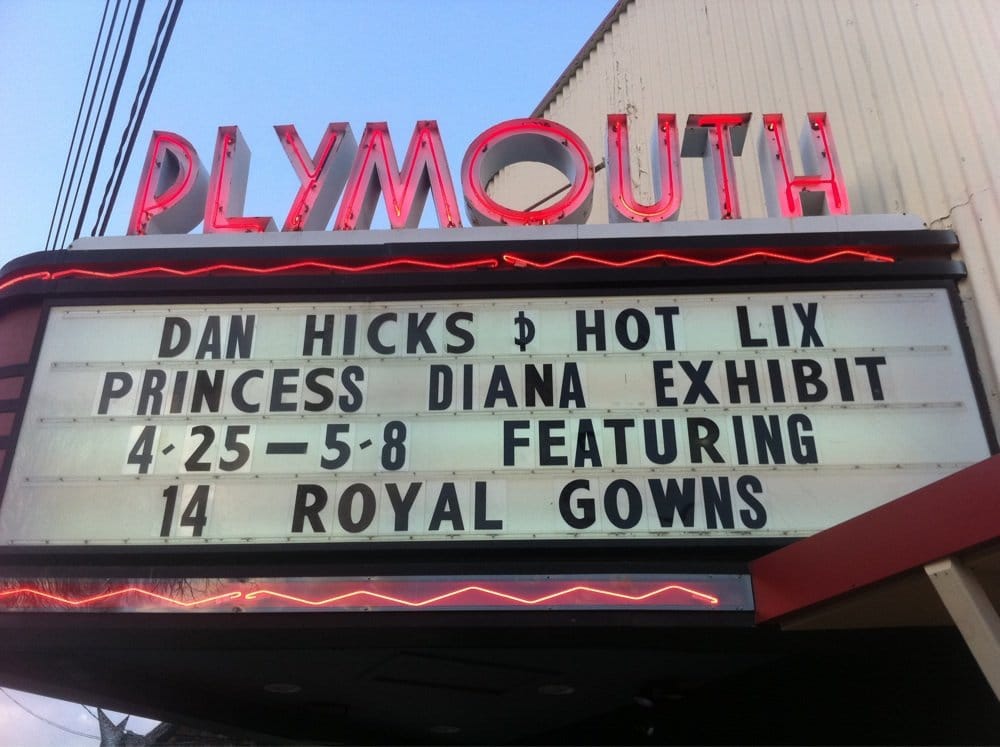 PLYMOUTH
DAN HICKS & HOT LIX
PRINCESS DIANA EXHIBIT
4·25—5·8 FEATURING
14 ROYAL GOWNS